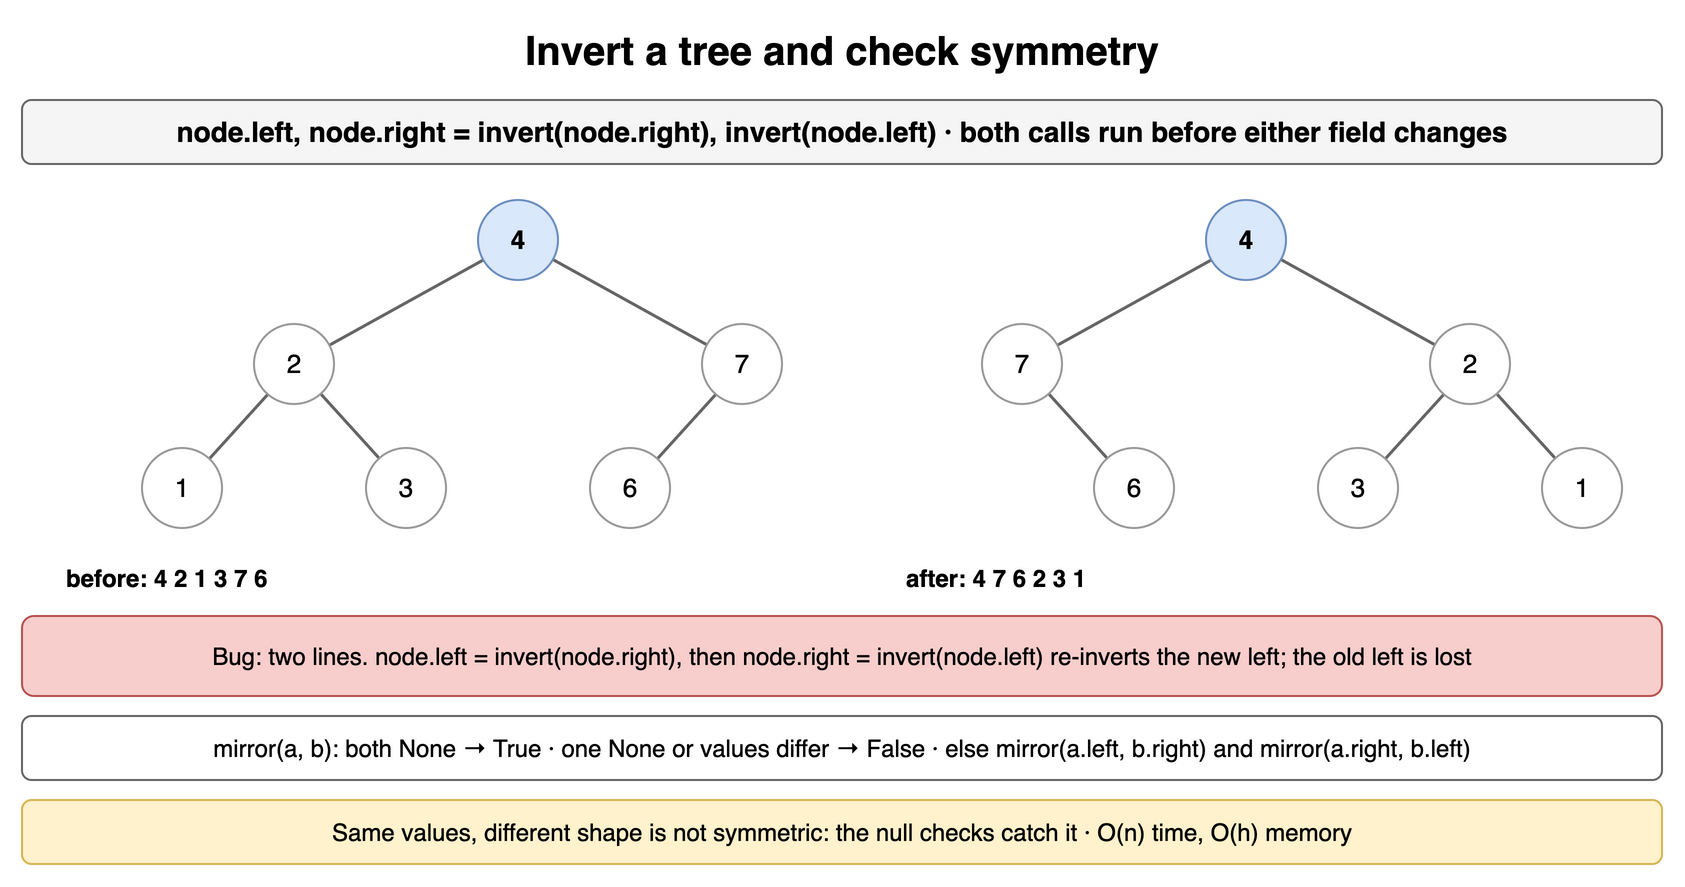 Invert a tree and check symmetry
node.left, node.right = invert(node.right), invert(node.left) · both calls run before either field changes
4
4
2
7
7
2
1
3
6
6
3
1
before: 4 2 1 3 7 6
after: 4 7 6 2 3 1
Bug: two lines. node.left = invert(node.right), then node.right = invert(node.left) re-inverts the new left; the old left is lost
mirror(a, b): both None → True · one None or values differ → False · else mirror(a.left, b.right) and mirror(a.right, b.left)
Same values, different shape is not symmetric: the null checks catch it · O(n) time, O(h) memory